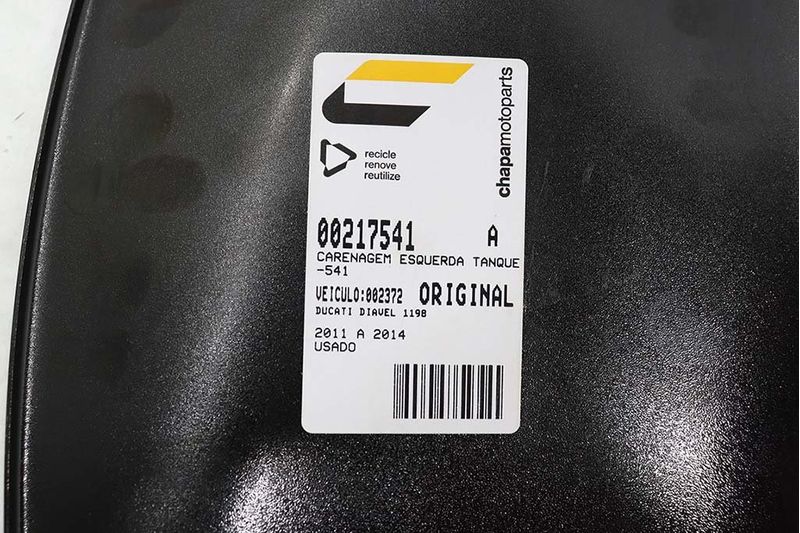 chapamotoparts
recicle
renove
reutilize
00217541 A
CARENAGEM ESQUERDA TANQUE
-541
VEICULO:002372 ORIGINAL
DUCATI DIAVEL 1198
2011 A 2014
USADO